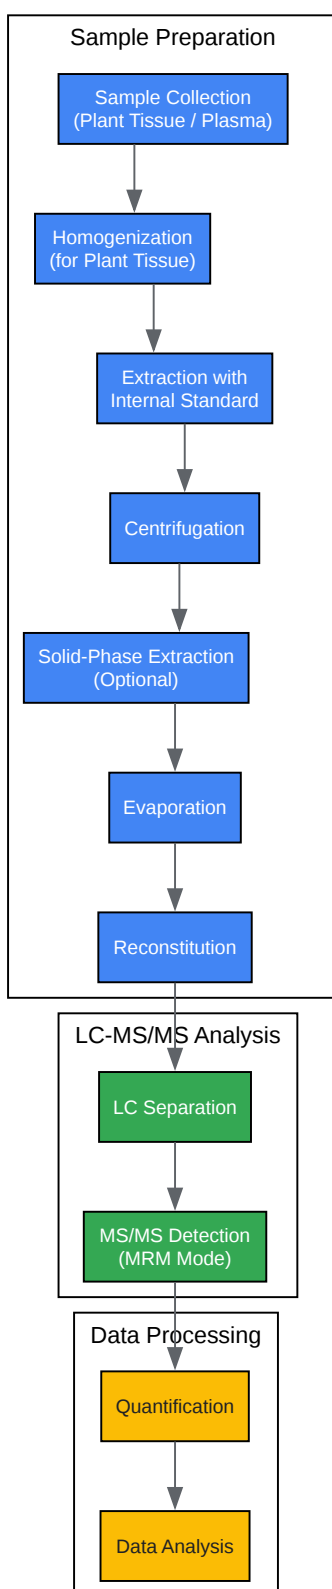 Sample Preparation
Sample Collection
(Plant Tissue / Plasma)
Homogenization
(for Plant Tissue)
Extraction with
Internal Standard
Centrifugation
Solid-Phase Extraction
(Optional)
Evaporation
Reconstitution
LC-MS/MS Analysis
LC Separation
MS/MS Detection
(MRM Mode)
Data Processing
Quantification
Data Analysis